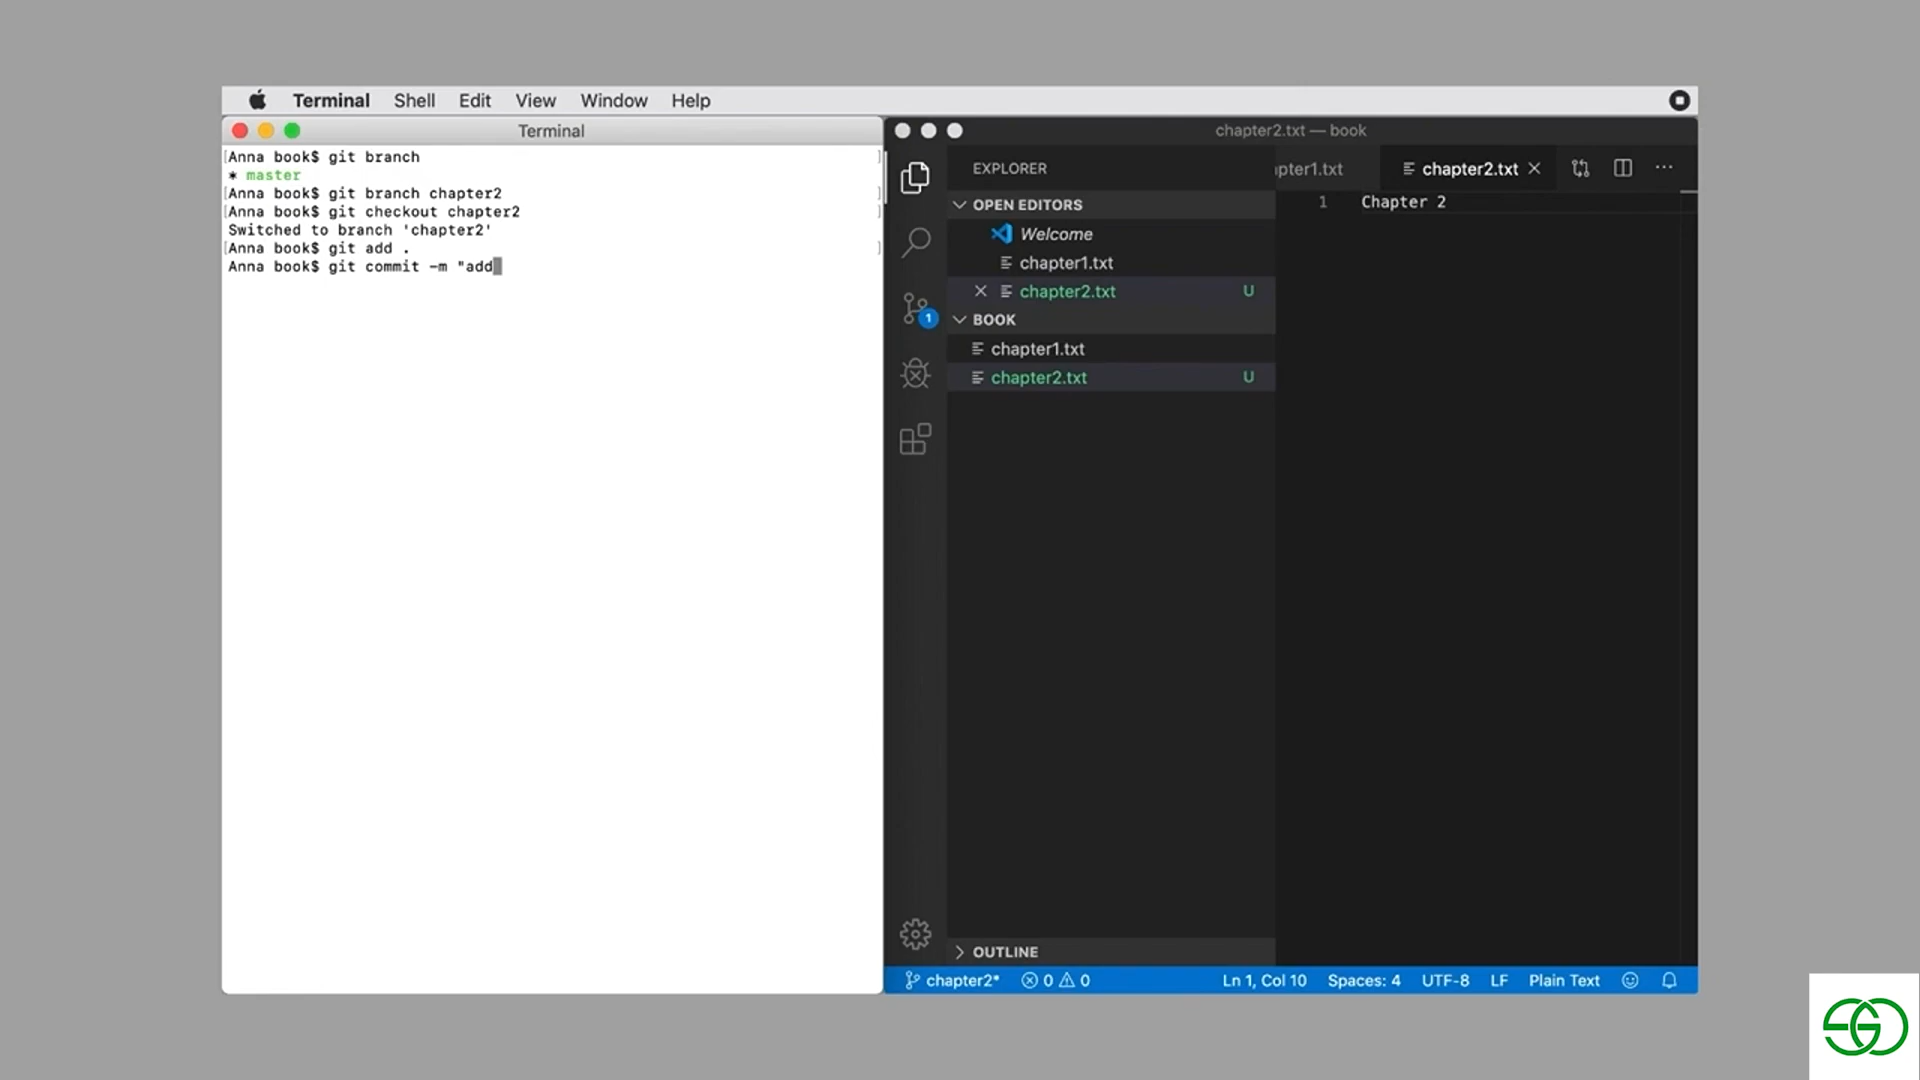 Terminal Shell Edit View Window Help
Terminal
Anna book$ git branch
* master
Anna book$ git branch chapter2
Anna book$ git checkout chapter2
Switched to branch 'chapter2'
Anna book$ git add .
Anna book$ git commit -m "add
chapter2.txt — book
EXPLORER
pter1.txt
chapter2.txt
OPEN EDITORS
Welcome
chapter1.txt
chapter2.txt U
1
BOOK
chapter1.txt
chapter2.txt U
1 Chapter 2
OUTLINE
chapter2* 0 0 Ln 1, Col 10 Spaces: 4 UTF-8 LF Plain Text